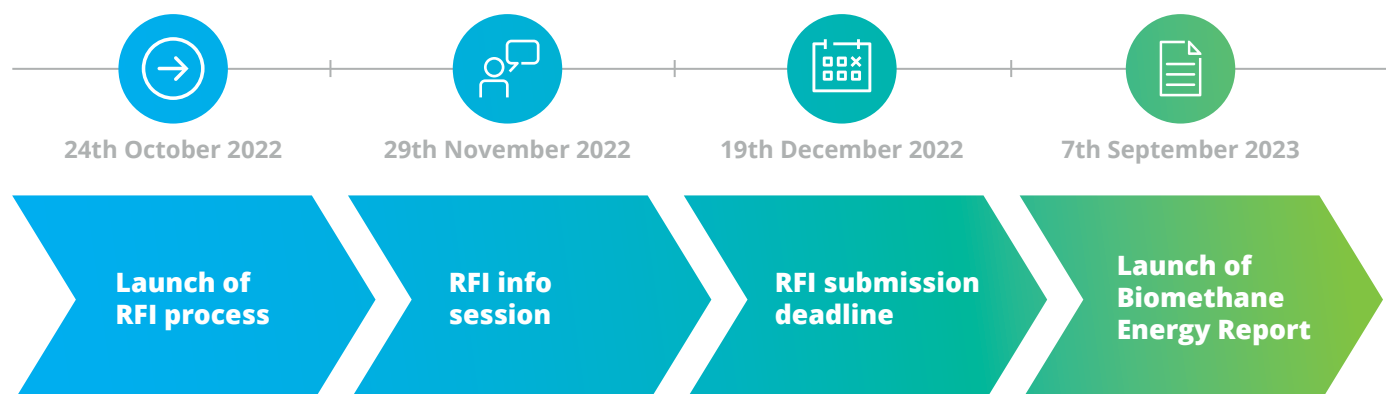 24th October 2022
29th November 2022
19th December 2022
7th September 2023
Launch of
RFI process
RFI info
session
RFI submission
deadline
Launch of
Biomethane
Energy Report